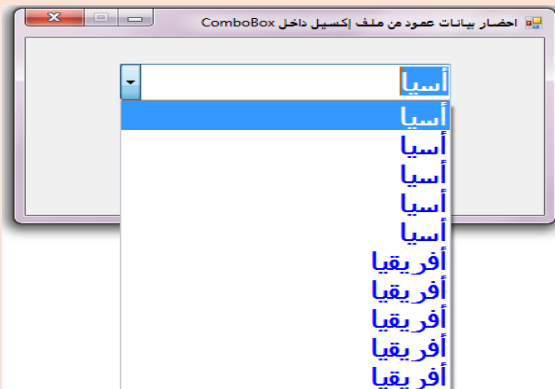 احضار بيانات عمود من ملف إكسيل داخل ComboBox
أسيا
أسيا
أسيا
أسيا
أسيا
أسيا
أفريقيا
أفريقيا
أفريقيا
أفريقيا
أفريقيا